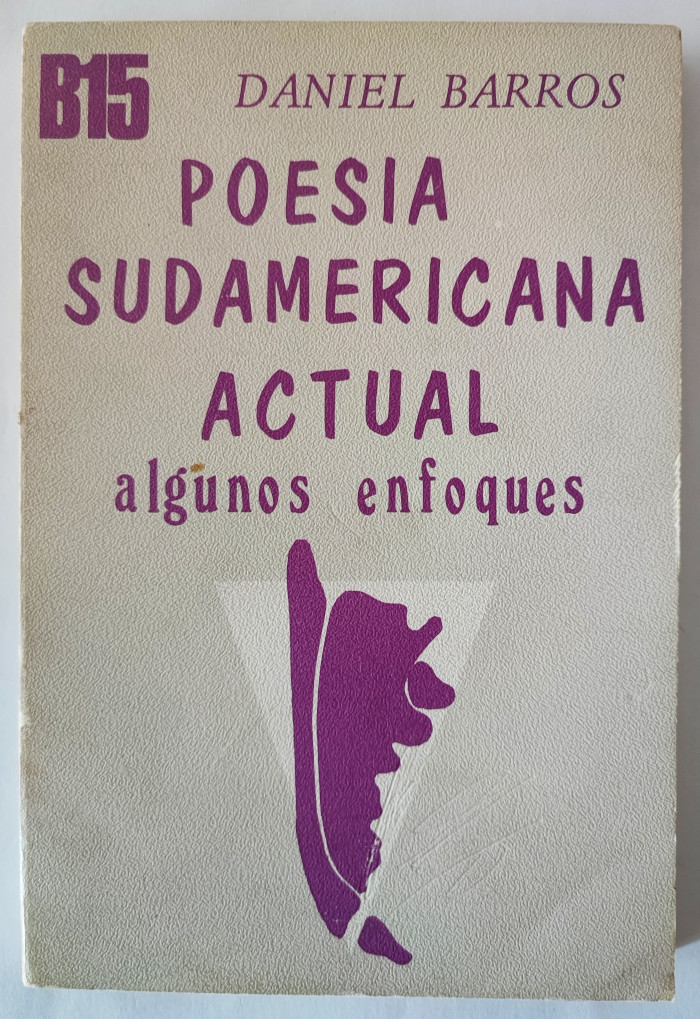 B15
DANIEL BARROS
POESIA
SUDAMERICANA
ACTUAL
algunos enfoques